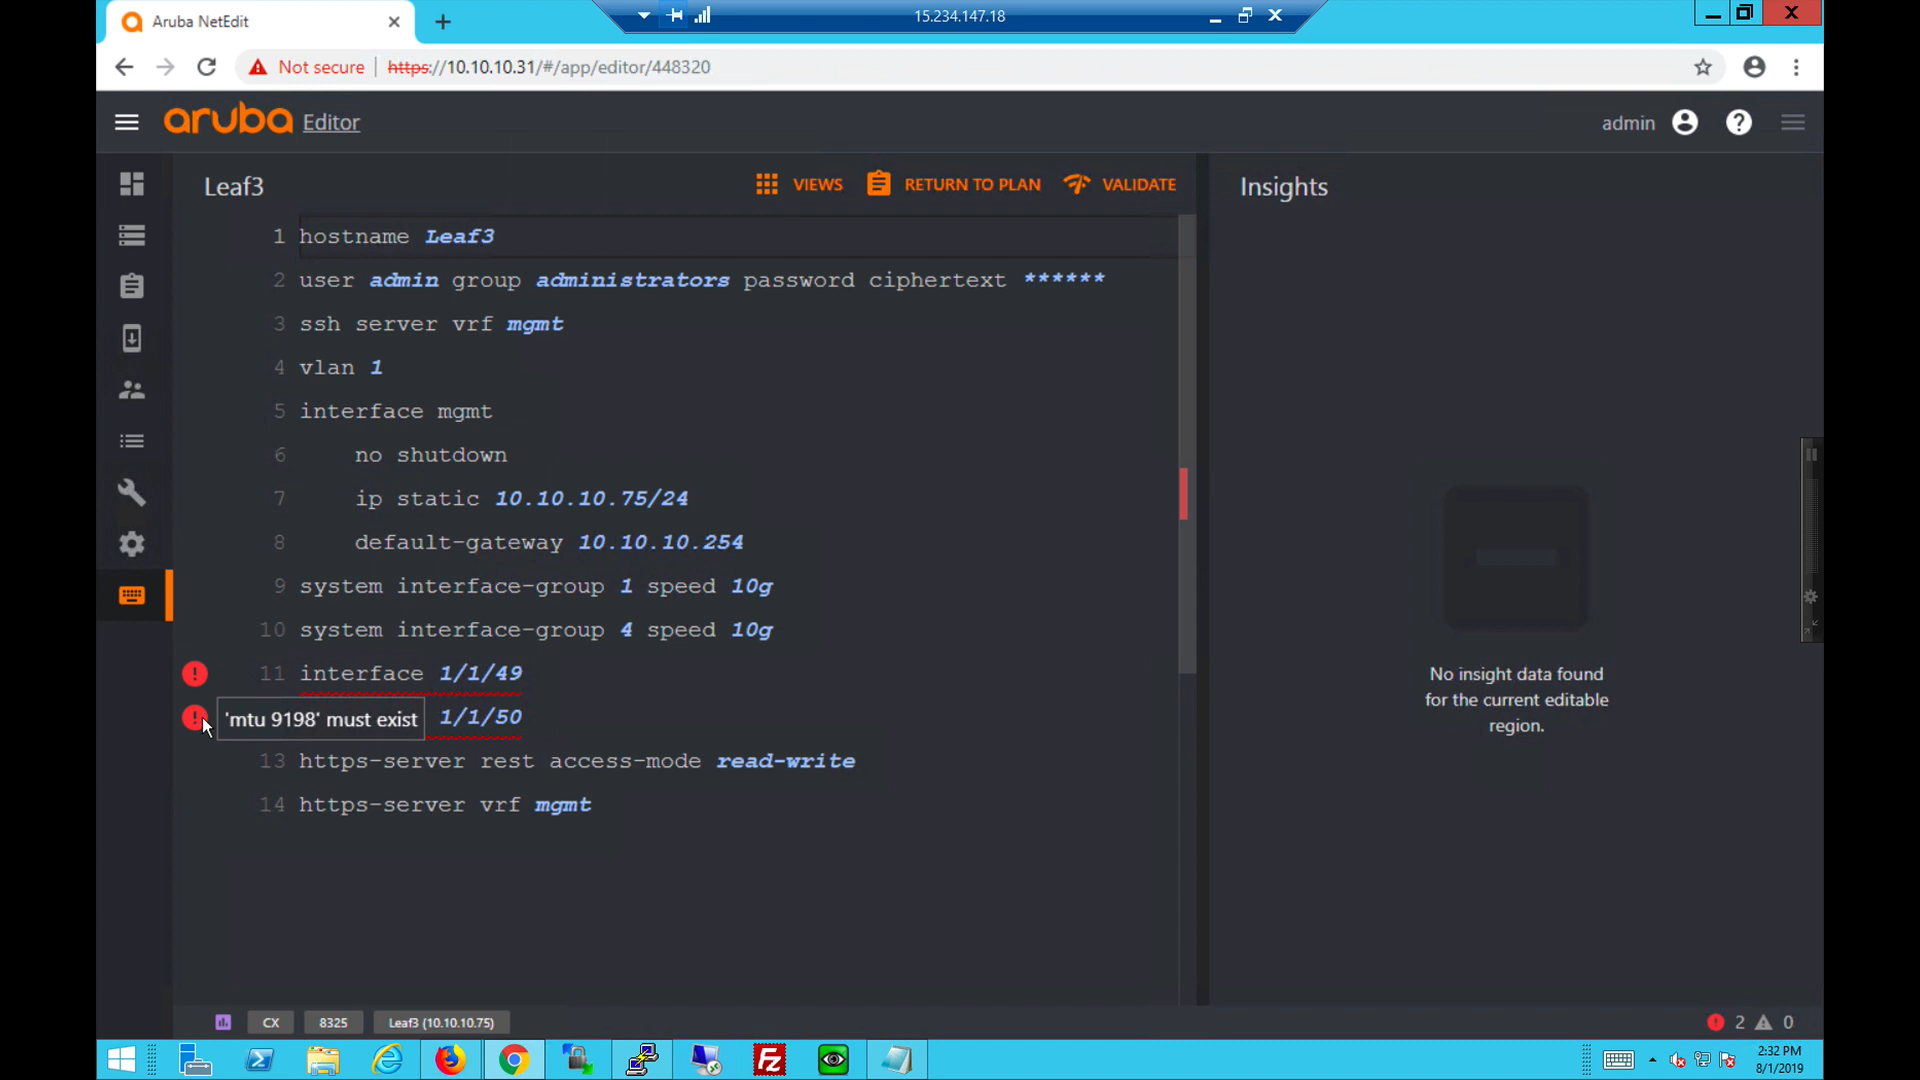 Aruba NetEdit
15.234.147.18
Not secure
https://10.10.10.31/#/app/editor/448320
aruba Editor
admin
Leaf3
VIEWS
RETURN TO PLAN
VALIDATE
Insights
1 hostname Leaf3
2 user admin group administrators password ciphertext ******
3 ssh server vrf mgmt
4 vlan 1
5 interface mgmt
6 no shutdown
7 ip static 10.10.10.75/24
8 default-gateway 10.10.10.254
9 system interface-group 1 speed 10g
10 system interface-group 4 speed 10g
11 interface 1/1/49
'mtu 9198' must exist
1/1/50
13 https-server rest access-mode read-write
14 https-server vrf mgmt
No insight data found
for the current editable
region.
CX
8325
Leaf3 (10.10.10.75)
2
0
2:32 PM
8/1/2019